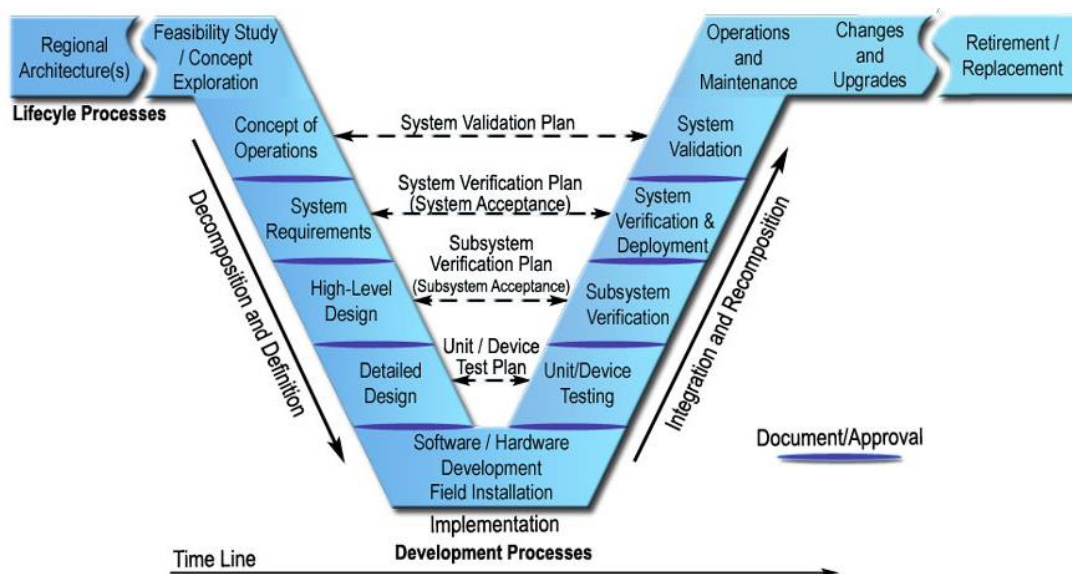 Regional
Architecture(s)
Feasibility Study
/ Concept
Exploration
Operations
and
Maintenance
Changes
and
Upgrades
Retirement /
Replacement
Lifecyle Processes
Concept of
Operations
System Validation Plan
System
Validation
System Verification Plan
(System Acceptance)
System
Requirements
System
Verification &
Deployment
Subsystem
Verification Plan
(Subsystem Acceptance)
High-Level
Design
Subsystem
Verification
Unit / Device
Test Plan
Detailed
Design
Unit/Device
Testing
Decomposition and Definition
Integration and Recomposition
Software / Hardware
Development
Field Installation
Document/Approval
Implementation
Development Processes
Time Line